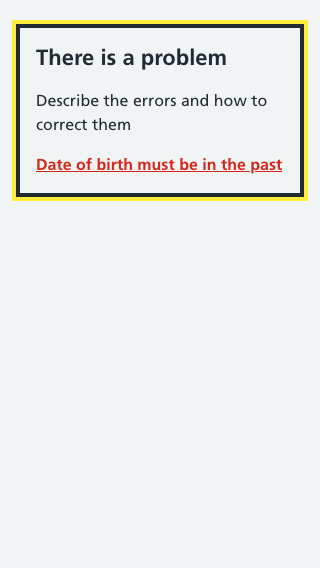 There is a problem
Describe the errors and how to
correct them
Date of birth must be in the past